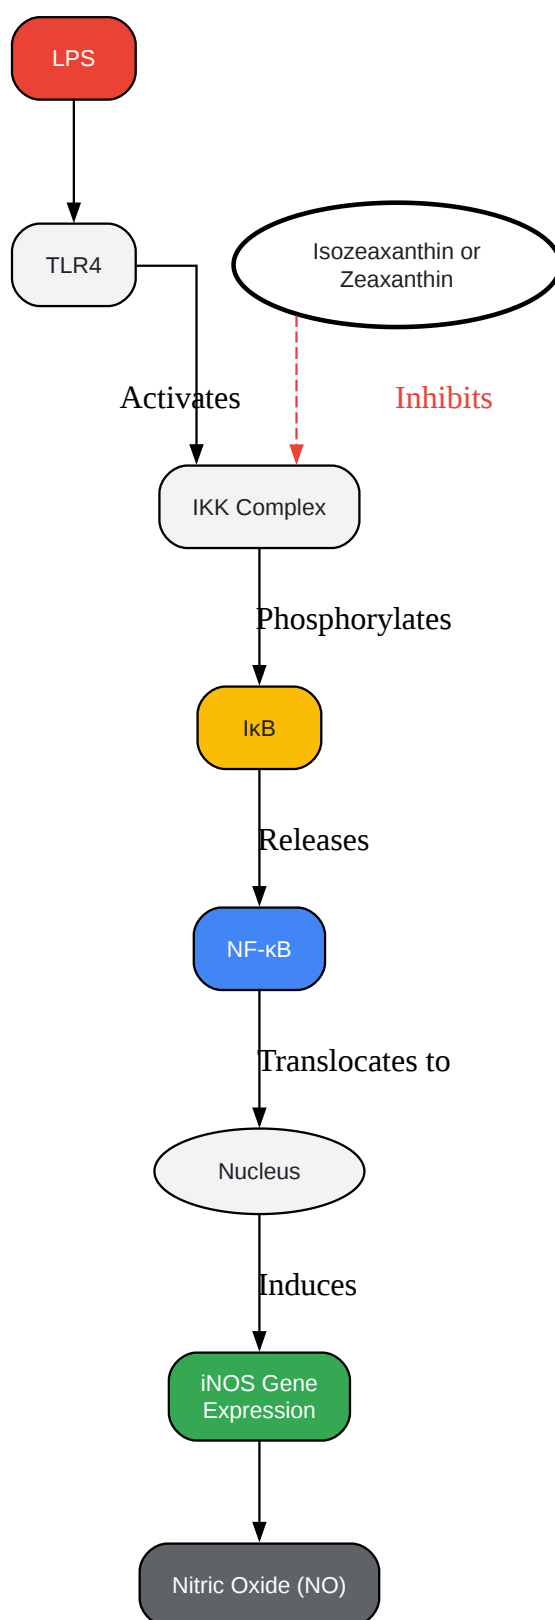 LPS
TLR4
Isozeaxanthin or
Zeaxanthin
Activates
Inhibits
IKK Complex
Phosphorylates
IκB
Releases
NF-κB
Translocates to
Nucleus
Induces
iNOS Gene
Expression
Nitric Oxide (NO)